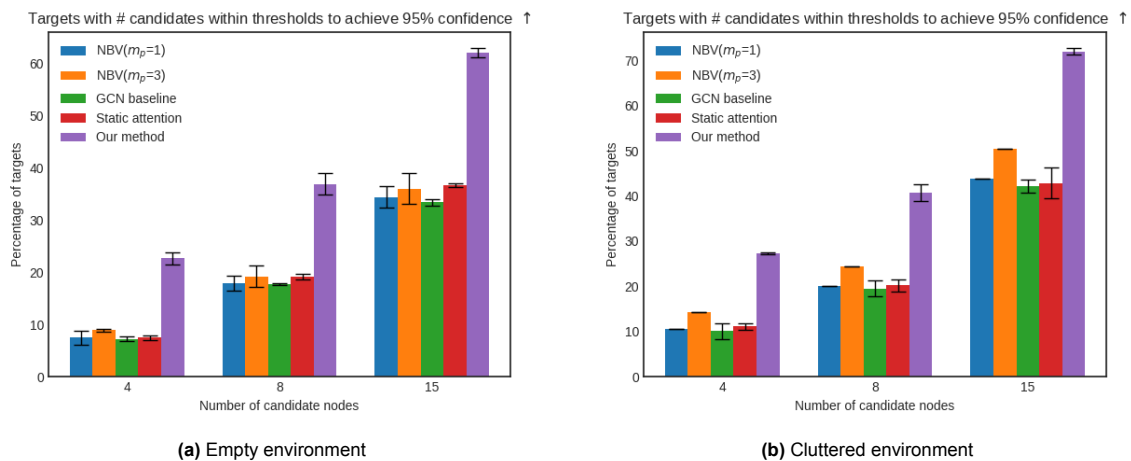 Targets with # candidates within thresholds to achieve 95% confidence ↑
NBV(mp=1)
NBV(mp=3)
GCN baseline
Static attention
Our method
Percentage of targets
60
50
40
30
20
10
0
4
8
15
Number of candidate nodes
(a) Empty environment
Targets with # candidates within thresholds to achieve 95% confidence ↑
NBV(mp=1)
NBV(mp=3)
GCN baseline
Static attention
Our method
Percentage of targets
70
60
50
40
30
20
10
0
4
8
15
Number of candidate nodes
(b) Cluttered environment